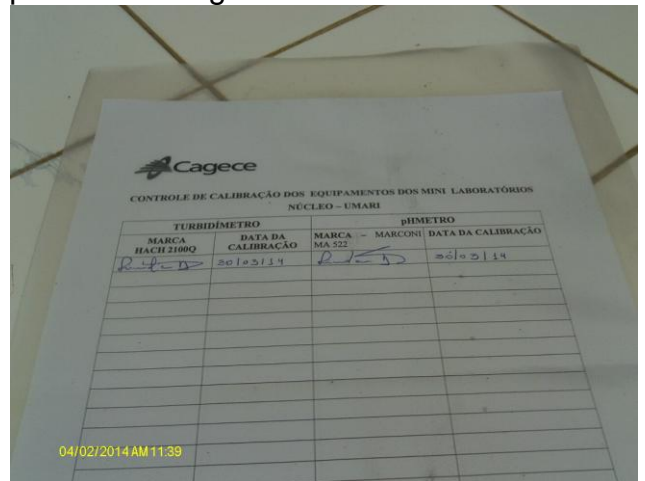 Cagece
CONTROLE DE CALIBRAÇÃO DOS EQUIPAMENTOS DOS MINI LABORATÓRIOS
NÚCLEO – UMARI
TURBIDÍMETRO pHMETRO
MARCA HACH 2100Q DATA DA CALIBRAÇÃO MARCA – MARCONI MA 522 DATA DA CALIBRAÇÃO
30/03/14 30/03/14
04/02/2014 AM 11:39